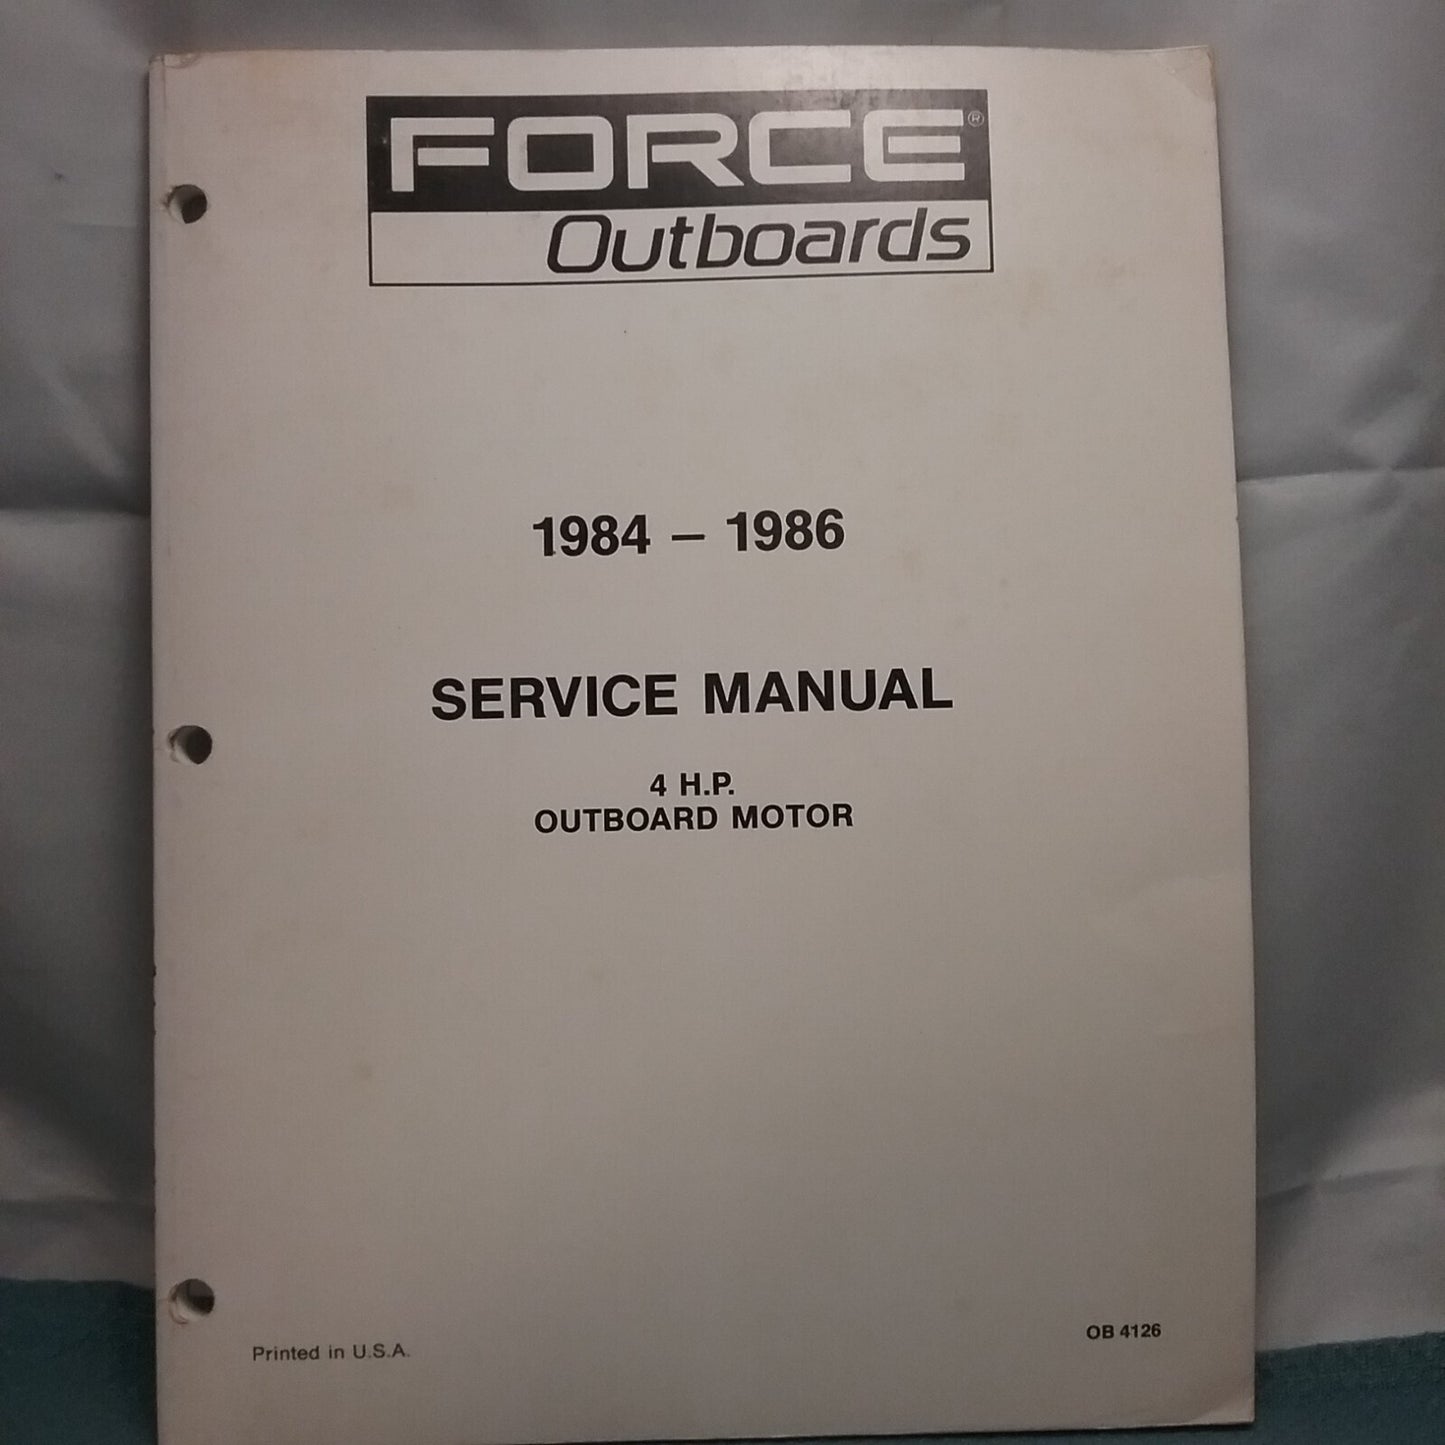 FORCE®
Outboards
1984 – 1986
SERVICE MANUAL
4 H.P.
OUTBOARD MOTOR
OB 4126
Printed in U.S.A.